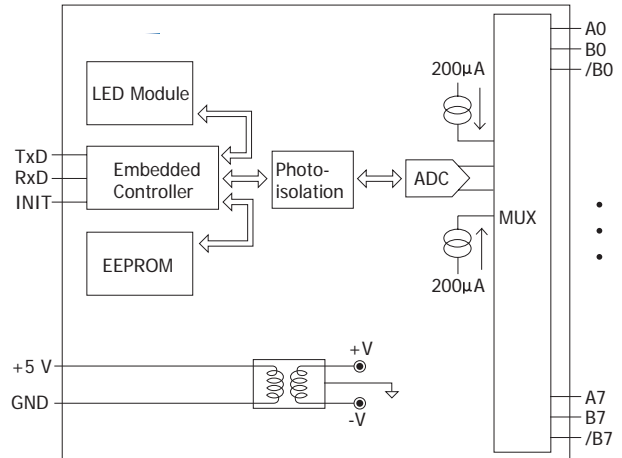 A0
B0
/B0
200μA
LED Module
TxD
RxD
INIT
Embedded
Controller
Photo-
isolation
ADC
MUX
EEPROM
200μA
+5 V
GND
+V
-V
A7
B7
/B7